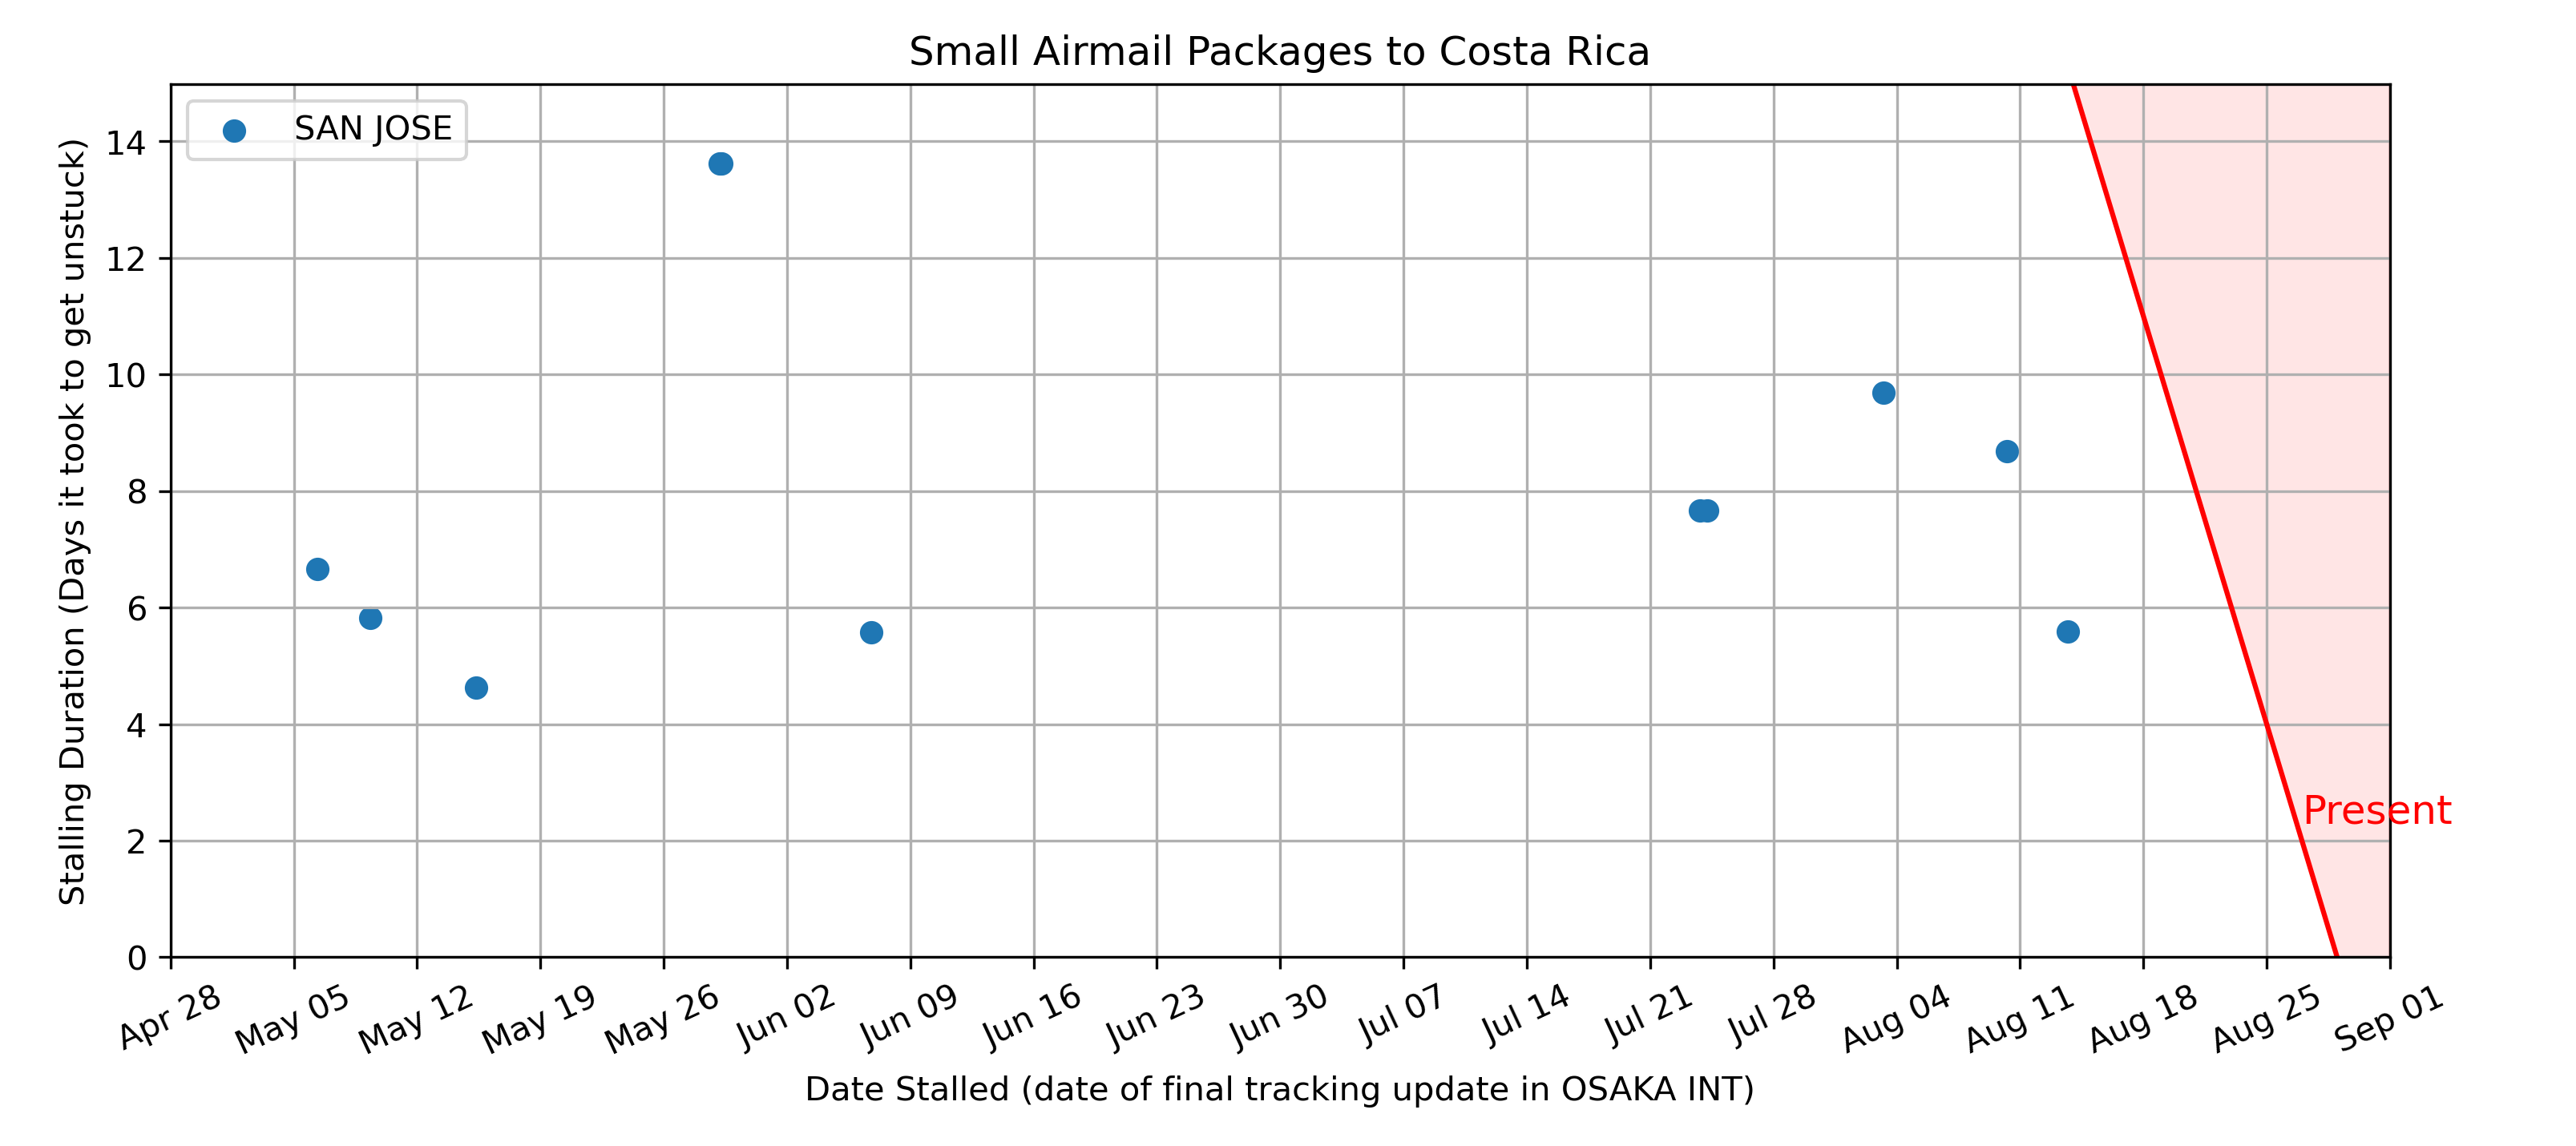 Small Airmail Packages to Costa Rica
SAN JOSE
Stalling Duration (Days it took to get unstuck)
14
12
10
8
6
4
2
0
Present
Apr 28 May 05 May 12 May 19 May 26 Jun 02 Jun 09 Jun 16 Jun 23 Jun 30 Jul 07 Jul 14 Jul 21 Jul 28 Aug 04 Aug 11 Aug 18 Aug 25 Sep 01
Date Stalled (date of final tracking update in OSAKA INT)